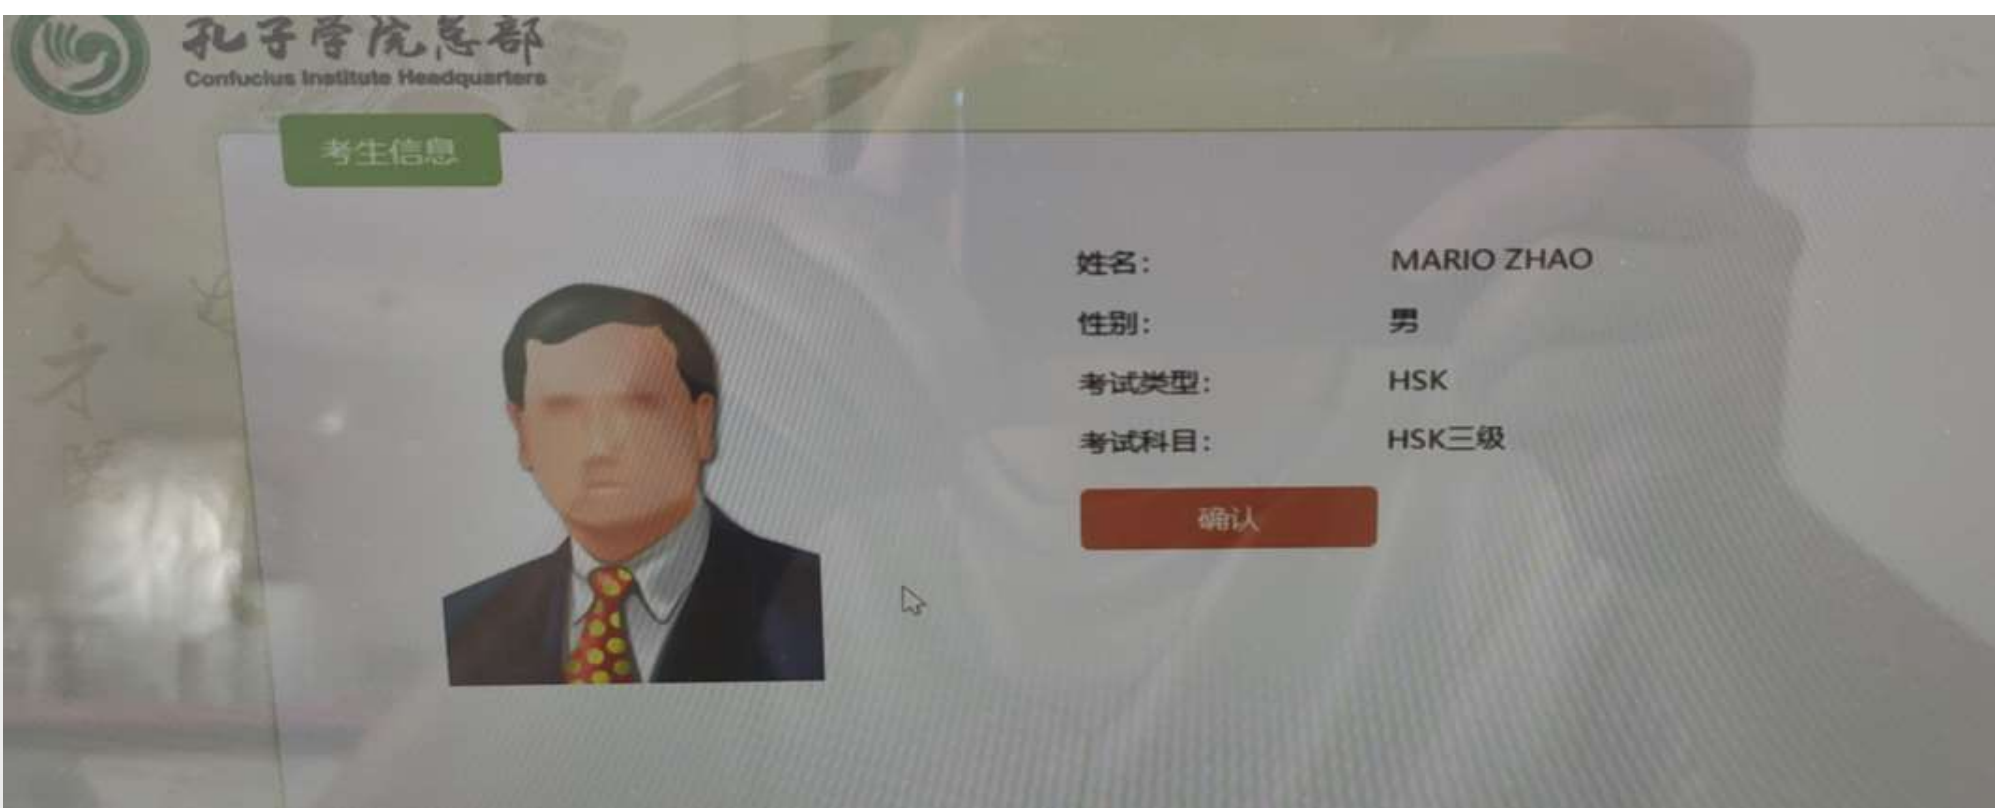 孔子学院总部
Confucius Institute Headquarters
考生信息
姓名： MARIO ZHAO
性别： 男
考试类型： HSK
考试科目： HSK三级
确认